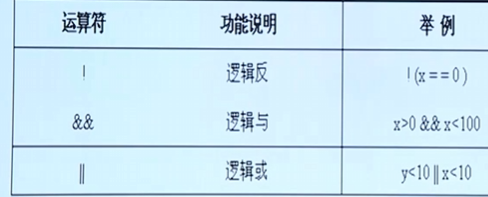 运算符 功能说明 举 例
! 逻辑反 ! (x == 0 )
&& 逻辑与 x>0 && x<100
|| 逻辑或 y<10 || x<10